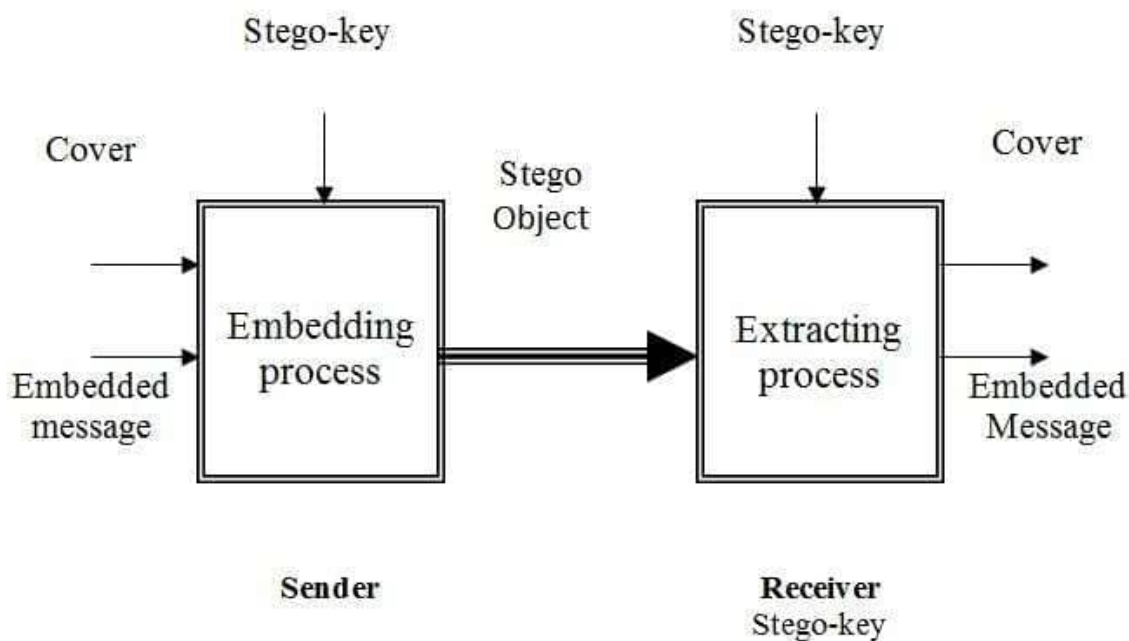 Stego-key
Stego-key
Cover
Cover
Stego
Object
Embedding
process
Extracting
process
Embedded
message
Embedded
Message
Sender
Receiver
Stego-key